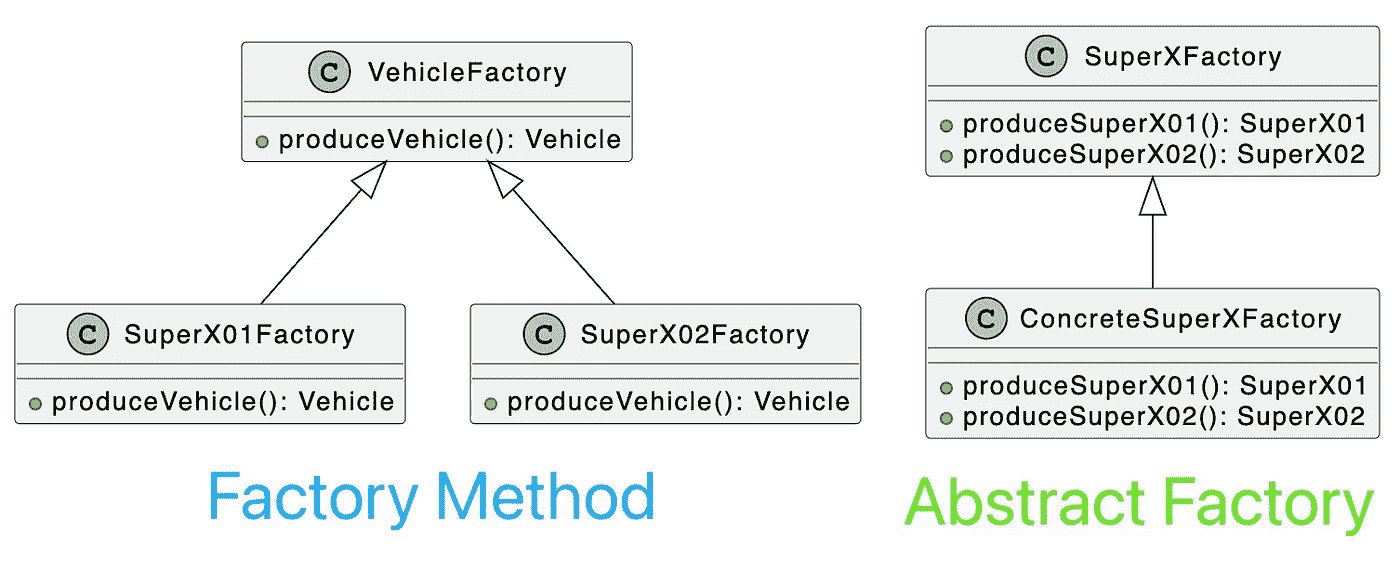 C VehicleFactory
produceVehicle(): Vehicle
C SuperX01Factory
produceVehicle(): Vehicle
C SuperX02Factory
produceVehicle(): Vehicle
Factory Method
C SuperXFactory
produceSuperX01(): SuperX01
produceSuperX02(): SuperX02
C ConcreteSuperXFactory
produceSuperX01(): SuperX01
produceSuperX02(): SuperX02
Abstract Factory